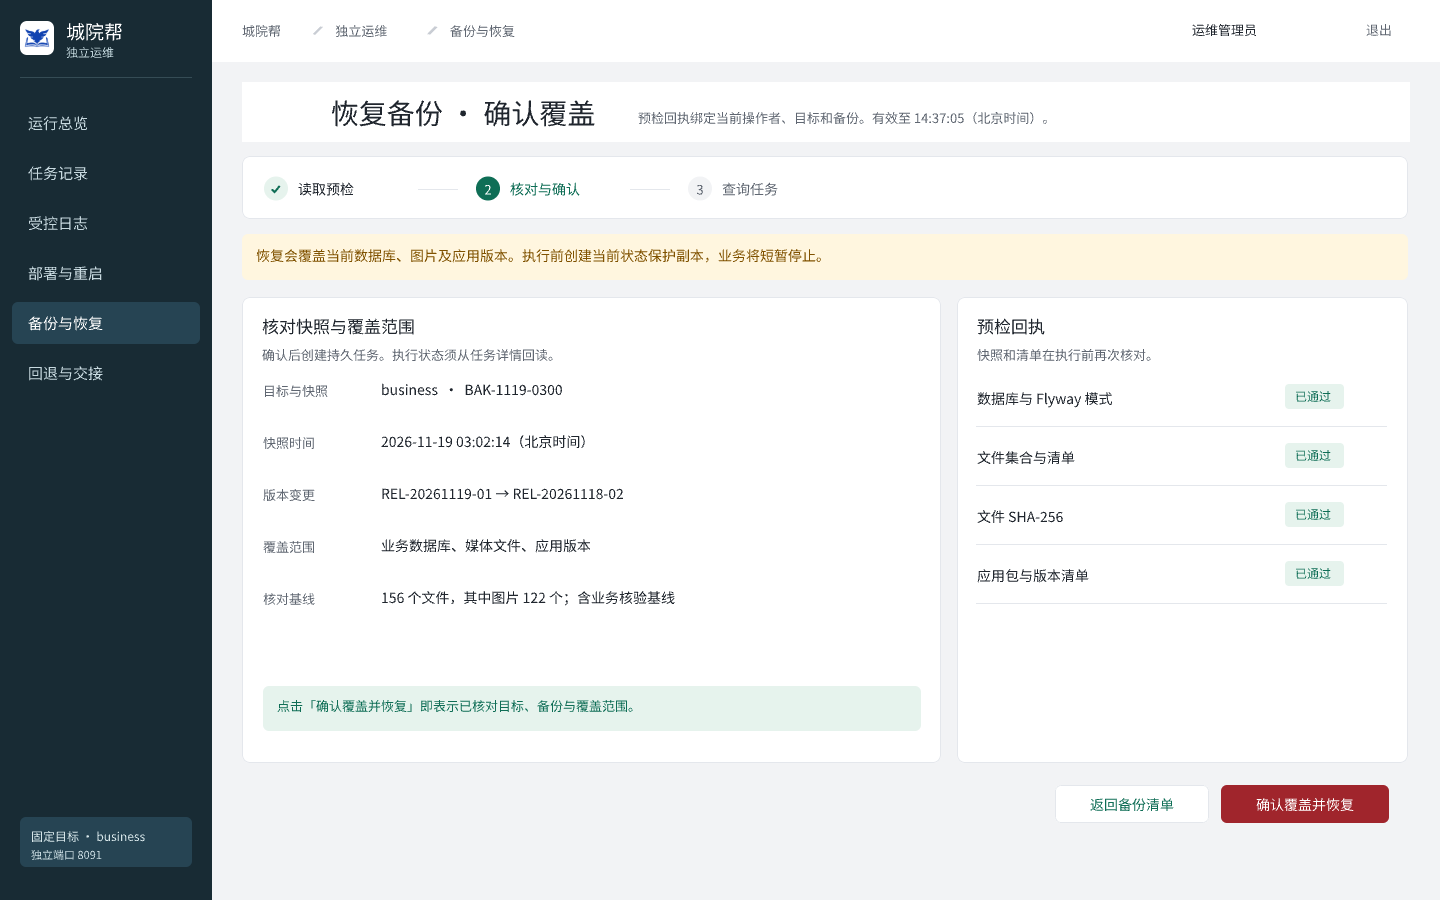 城院帮
独立运维
运行总览
任务记录
受控日志
部署与重启
备份与恢复
回退与交接
固定目标 • business
独立端口 8091
城院帮 / 独立运维 / 备份与恢复
运维管理员
退出
恢复备份 • 确认覆盖
预检回执绑定当前操作者、目标和备份。有效至 14:37:05（北京时间）。
读取预检
2 核对与确认
3 查询任务
恢复会覆盖当前数据库、图片及应用版本。执行前创建当前状态保护副本，业务将短暂停止。
核对快照与覆盖范围
确认后创建持久任务。执行状态须从任务详情回读。
目标与快照 business • BAK-1119-0300
快照时间 2026-11-19 03:02:14（北京时间）
版本变更 REL-20261119-01 → REL-20261118-02
覆盖范围 业务数据库、媒体文件、应用版本
核对基线 156 个文件，其中图片 122 个；含业务核验基线
点击「确认覆盖并恢复」即表示已核对目标、备份与覆盖范围。
预检回执
快照和清单在执行前再次核对。
数据库与 Flyway 模式 已通过
文件集合与清单 已通过
文件 SHA-256 已通过
应用包与版本清单 已通过
返回备份清单
确认覆盖并恢复